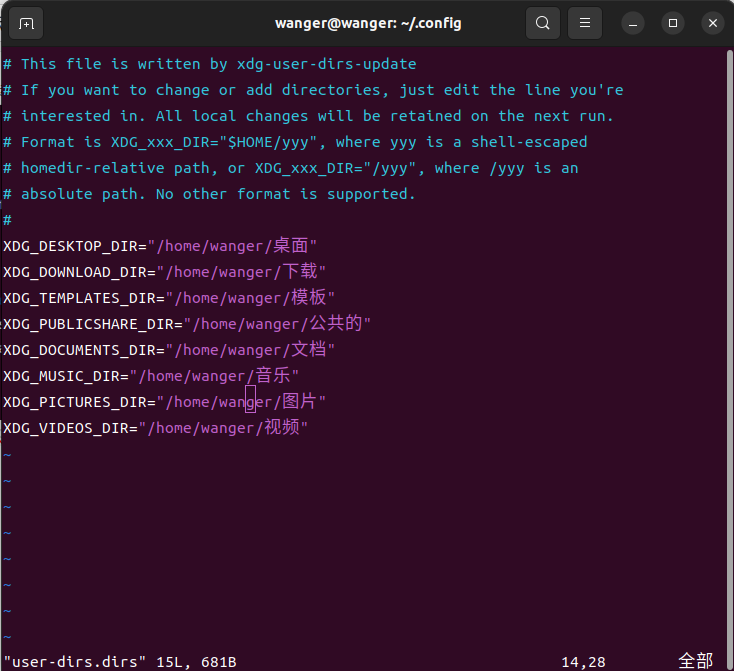 wanger@wanger: ~/.config
# This file is written by xdg-user-dirs-update
# If you want to change or add directories, just edit the line you're
# interested in. All local changes will be retained on the next run.
# Format is XDG_xxx_DIR="$HOME/yyy", where yyy is a shell-escaped
# homedir-relative path, or XDG_xxx_DIR="/yyy", where /yyy is an
# absolute path. No other format is supported.
#
XDG_DESKTOP_DIR="/home/wanger/桌面"
XDG_DOWNLOAD_DIR="/home/wanger/下载"
XDG_TEMPLATES_DIR="/home/wanger/模板"
XDG_PUBLICSHARE_DIR="/home/wanger/公共的"
XDG_DOCUMENTS_DIR="/home/wanger/文档"
XDG_MUSIC_DIR="/home/wanger/音乐"
XDG_PICTURES_DIR="/home/wanger/图片"
XDG_VIDEOS_DIR="/home/wanger/视频"
~
~
~
~
~
~
~
~
"user-dirs.dirs" 15L, 681B 14,28 全部